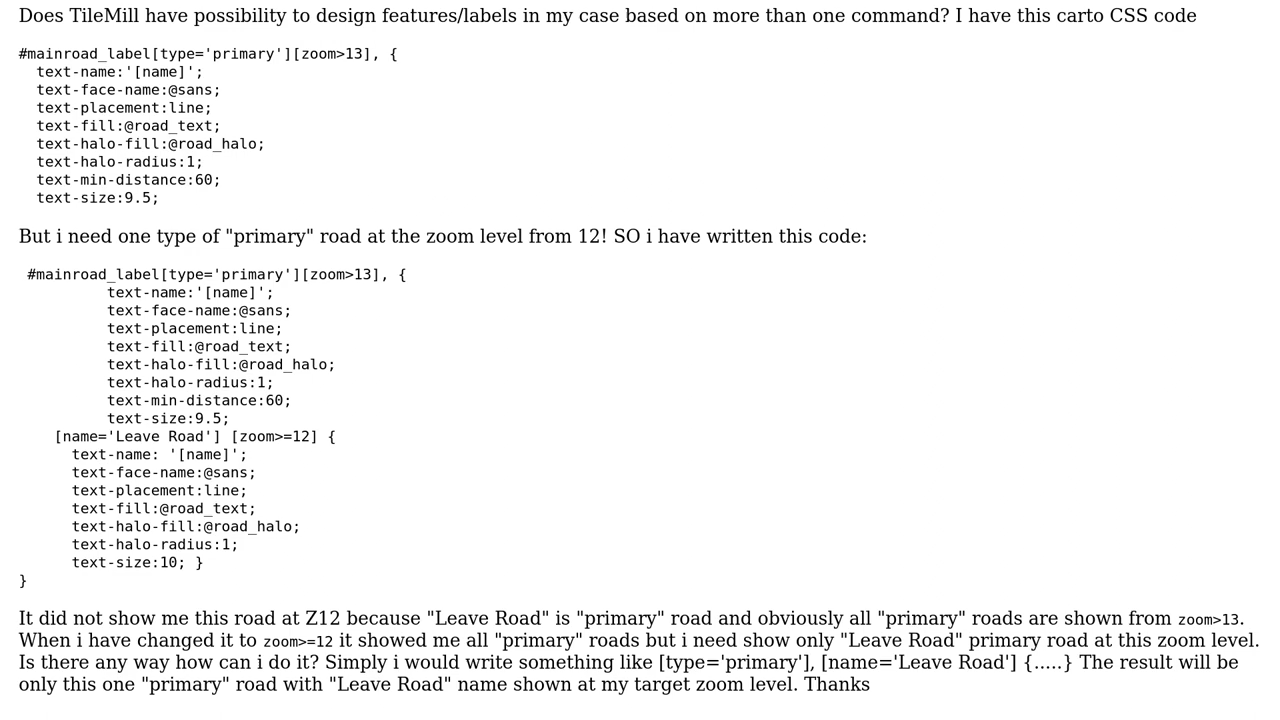 Does TileMill have possibility to design features/labels in my case based on more than one command? I have this carto CSS code
#mainroad_label[type='primary'][zoom>13], {
text-name:'[name]';
text-face-name:@sans;
text-placement:line;
text-fill:@road_text;
text-halo-fill:@road_halo;
text-halo-radius:1;
text-min-distance:60;
text-size:9.5;
But i need one type of "primary" road at the zoom level from 12! SO i have written this code:
#mainroad_label[type='primary'][zoom>13], {
text-name:'[name]';
text-face-name:@sans;
text-placement:line;
text-fill:@road_text;
text-halo-fill:@road_halo;
text-halo-radius:1;
text-min-distance:60;
text-size:9.5;
[name='Leave Road'] [zoom>=12] {
text-name: '[name]';
text-face-name:@sans;
text-placement:line;
text-fill:@road_text;
text-halo-fill:@road_halo;
text-halo-radius:1;
text-size:10; }
}
It did not show me this road at Z12 because "Leave Road" is "primary" road and obviously all "primary" roads are shown from zoom>13.
When i have changed it to zoom>=12 it showed me all "primary" roads but i need show only "Leave Road" primary road at this zoom level.
Is there any way how can i do it? Simply i would write something like [type='primary'], [name='Leave Road'] {.....} The result will be
only this one "primary" road with "Leave Road" name shown at my target zoom level. Thanks